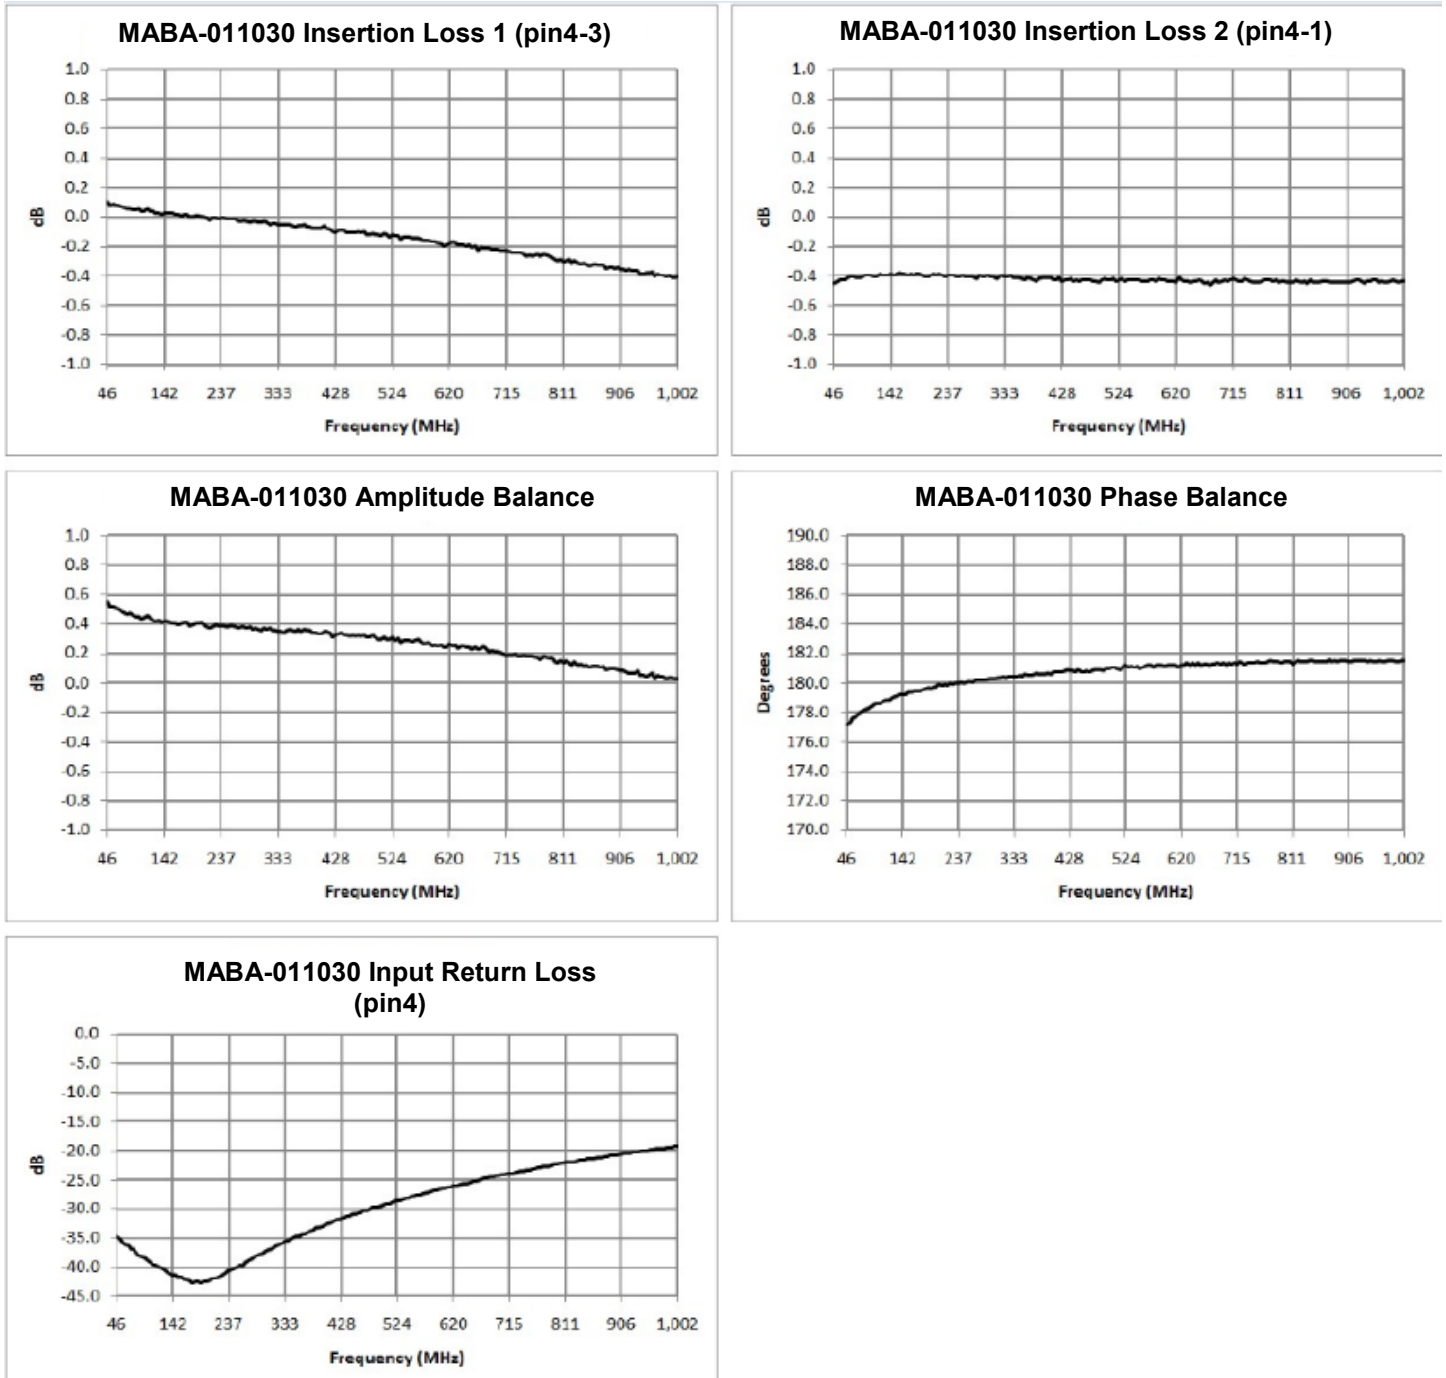 MABA-011030 Insertion Loss 1 (pin4-3)
1.0
0.8
0.6
0.4
0.2
0.0
-0.2
-0.4
-0.6
-0.8
-1.0
dB
46 142 237 333 428 524 620 715 811 906 1,002
Frequency (MHz)
MABA-011030 Insertion Loss 2 (pin4-1)
1.0
0.8
0.6
0.4
0.2
0.0
-0.2
-0.4
-0.6
-0.8
-1.0
dB
46 142 237 333 428 524 620 715 811 906 1,002
Frequency (MHz)
MABA-011030 Amplitude Balance
1.0
0.8
0.6
0.4
0.2
0.0
-0.2
-0.4
-0.6
-0.8
-1.0
dB
46 142 237 333 428 524 620 715 811 906 1,002
Frequency (MHz)
MABA-011030 Phase Balance
190.0
188.0
186.0
184.0
182.0
180.0
178.0
176.0
174.0
172.0
170.0
Degrees
46 142 237 333 428 524 620 715 811 906 1,002
Frequency (MHz)
MABA-011030 Input Return Loss
(pin4)
0.0
-5.0
-10.0
-15.0
-20.0
-25.0
-30.0
-35.0
-40.0
-45.0
dB
46 142 237 333 428 524 620 715 811 906 1,002
Frequency (MHz)